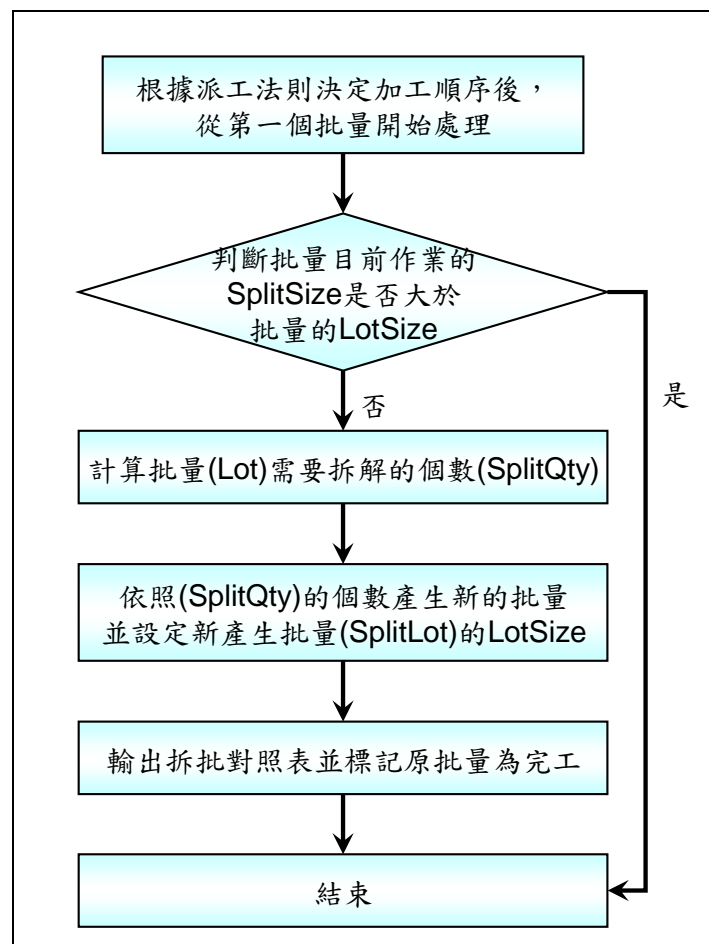 根據派工法則決定加工順序後，
從第一個批量開始處理
判斷批量目前作業的
SplitSize是否大於
批量的LotSize
是
否
計算批量(Lot)需要拆解的個數(SplitQty)
依照(SplitQty)的個數產生新的批量
並設定新產生批量(SplitLot)的LotSize
輸出拆批對照表並標記原批量為完工
結束